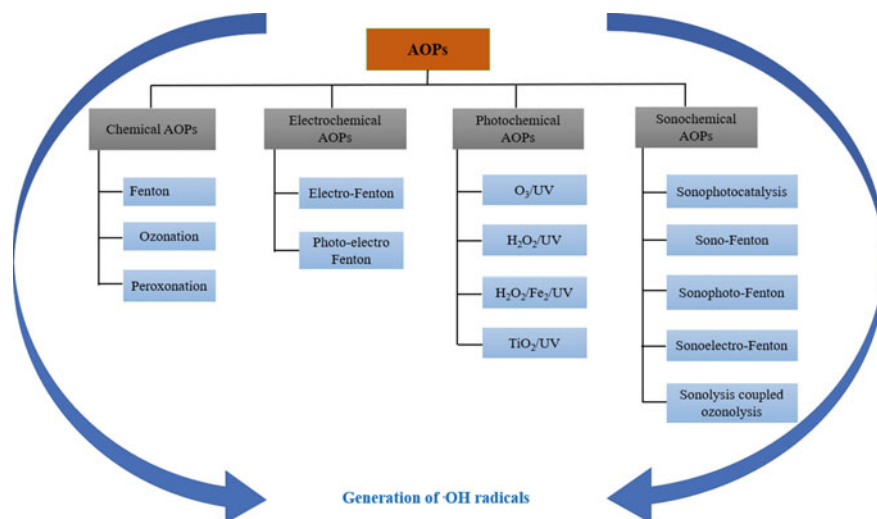 AOPs
Chemical AOPs
Fenton
Ozonation
Peroxonation
Electrochemical
AOPs
Electro-Fenton
Photo-electro
Fenton
Photochemical
AOPs
O₃/UV
H₂O₂/UV
H₂O₂/Fe₂/UV
TiO₂/UV
Sonochemical
AOPs
Sonophotocatalysis
Sono-Fenton
Sonophoto-Fenton
Sonoelectro-Fenton
Sonolysis coupled
ozonolysis
Generation of ·OH radicals